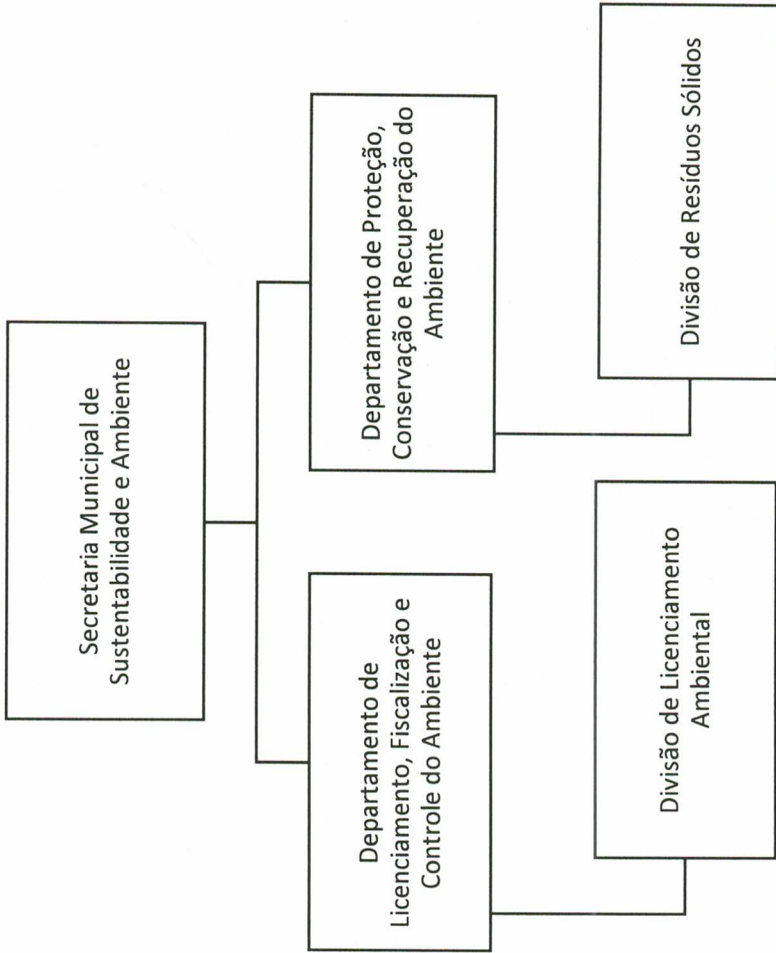 Secretaria Municipal de
Sustentabilidade e Ambiente
Departamento de
Licenciamento, Fiscalização e
Controle do Ambiente
Departamento de Proteção,
Conservação e Recuperação do
Ambiente
Divisão de Licenciamento
Ambiental
Divisão de Resíduos Sólidos